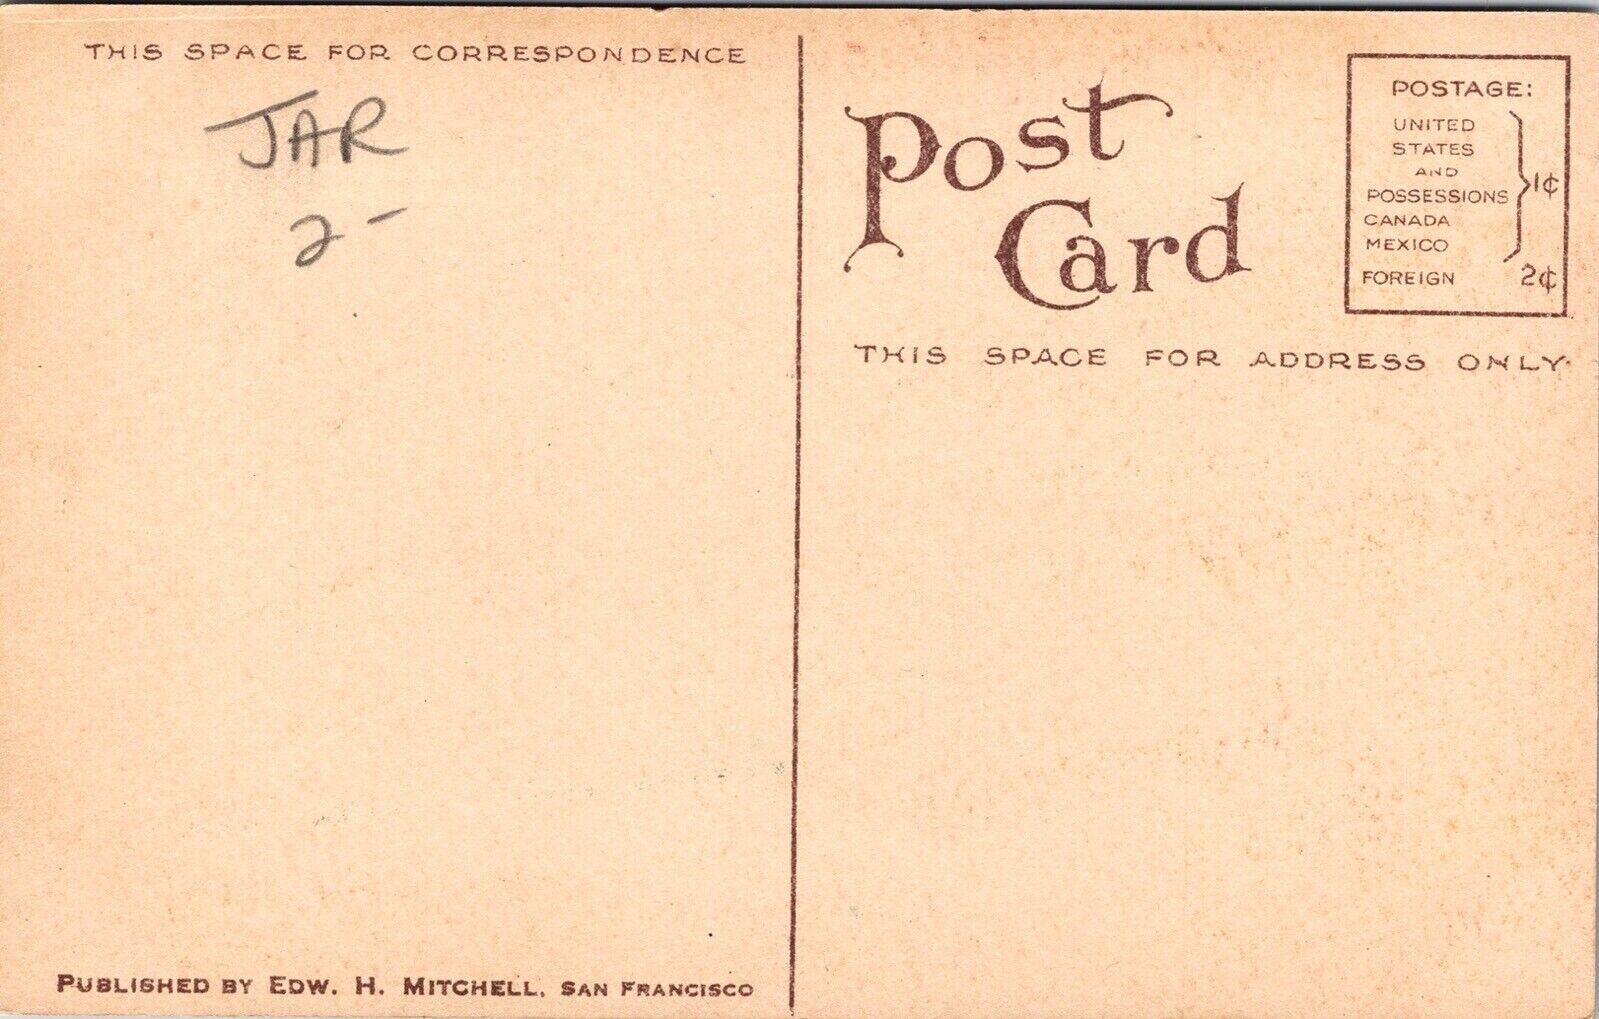 THIS SPACE FOR CORRESPONDENCE
JAR
2-
PUBLISHED BY EDW. H. MITCHELL, SAN FRANCISCO
Post
Card
THIS SPACE FOR ADDRESS ONLY.
POSTAGE:
UNITED
STATES
AND
POSSESSIONS 1¢
CANADA
MEXICO
FOREIGN 2¢